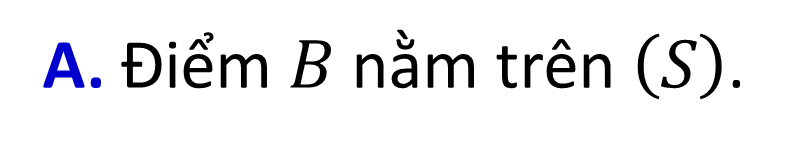 A. Điểm B nằm trên (S).